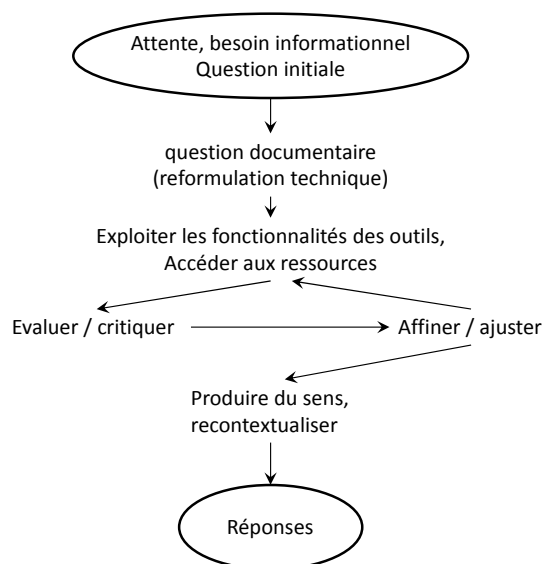 Attente, besoin informationnel
Question initiale
question documentaire
(reformulation technique)
Exploiter les fonctionnalités des outils,
Accéder aux ressources
Evaluer / critiquer
Affiner / ajuster
Produire du sens,
recontextualiser
Réponses